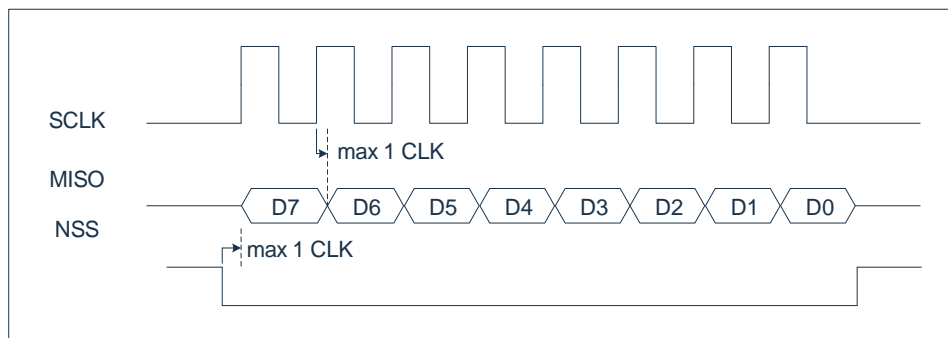 SCLK
max 1 CLK
MISO
D7 D6 D5 D4 D3 D2 D1 D0
NSS
max 1 CLK